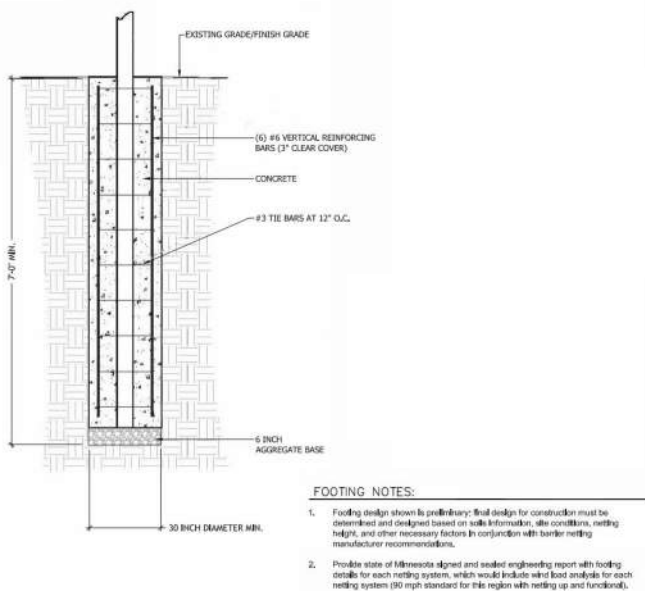 EXISTING GRADE/FINISH GRADE
(6) #6 VERTICAL REINFORCING
BARS (3" CLEAR COVER)
CONCRETE
#3 TIE BARS AT 12" O.C.
7'-0" MIN.
6 INCH
AGGREGATE BASE
30 INCH DIAMETER MIN.
FOOTING NOTES:
1. Footing design shown is preliminary; final design for construction must be
determined and designed based on soils information, site conditions, netting
height, and other necessary factors in conjunction with barrier netting
manufacturer recommendations.
2. Provide state of Minnesota signed and sealed engineering report with footing
details for each netting system, which would include wind load analysis for each
netting system (90 mph standard for this region with netting up and functional).